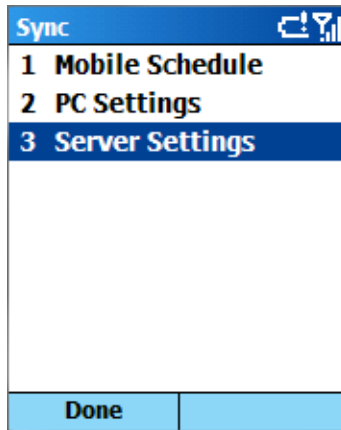 Sync
1 Mobile Schedule
2 PC Settings
3 Server Settings
Done